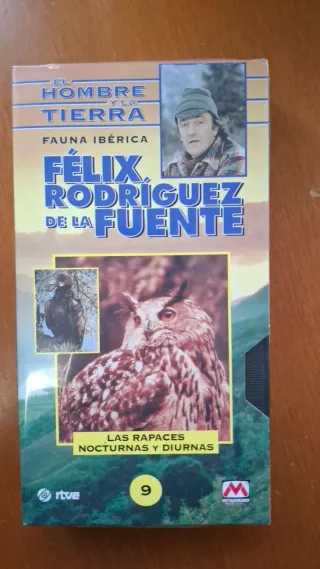 EL
HOMBRE
Y LA
TIERRA
FAUNA IBÉRICA
FÉLIX
RODRÍGUEZ
DE LA FUENTE
LAS RAPACES
NOCTURNAS Y DIURNAS
9
rtve